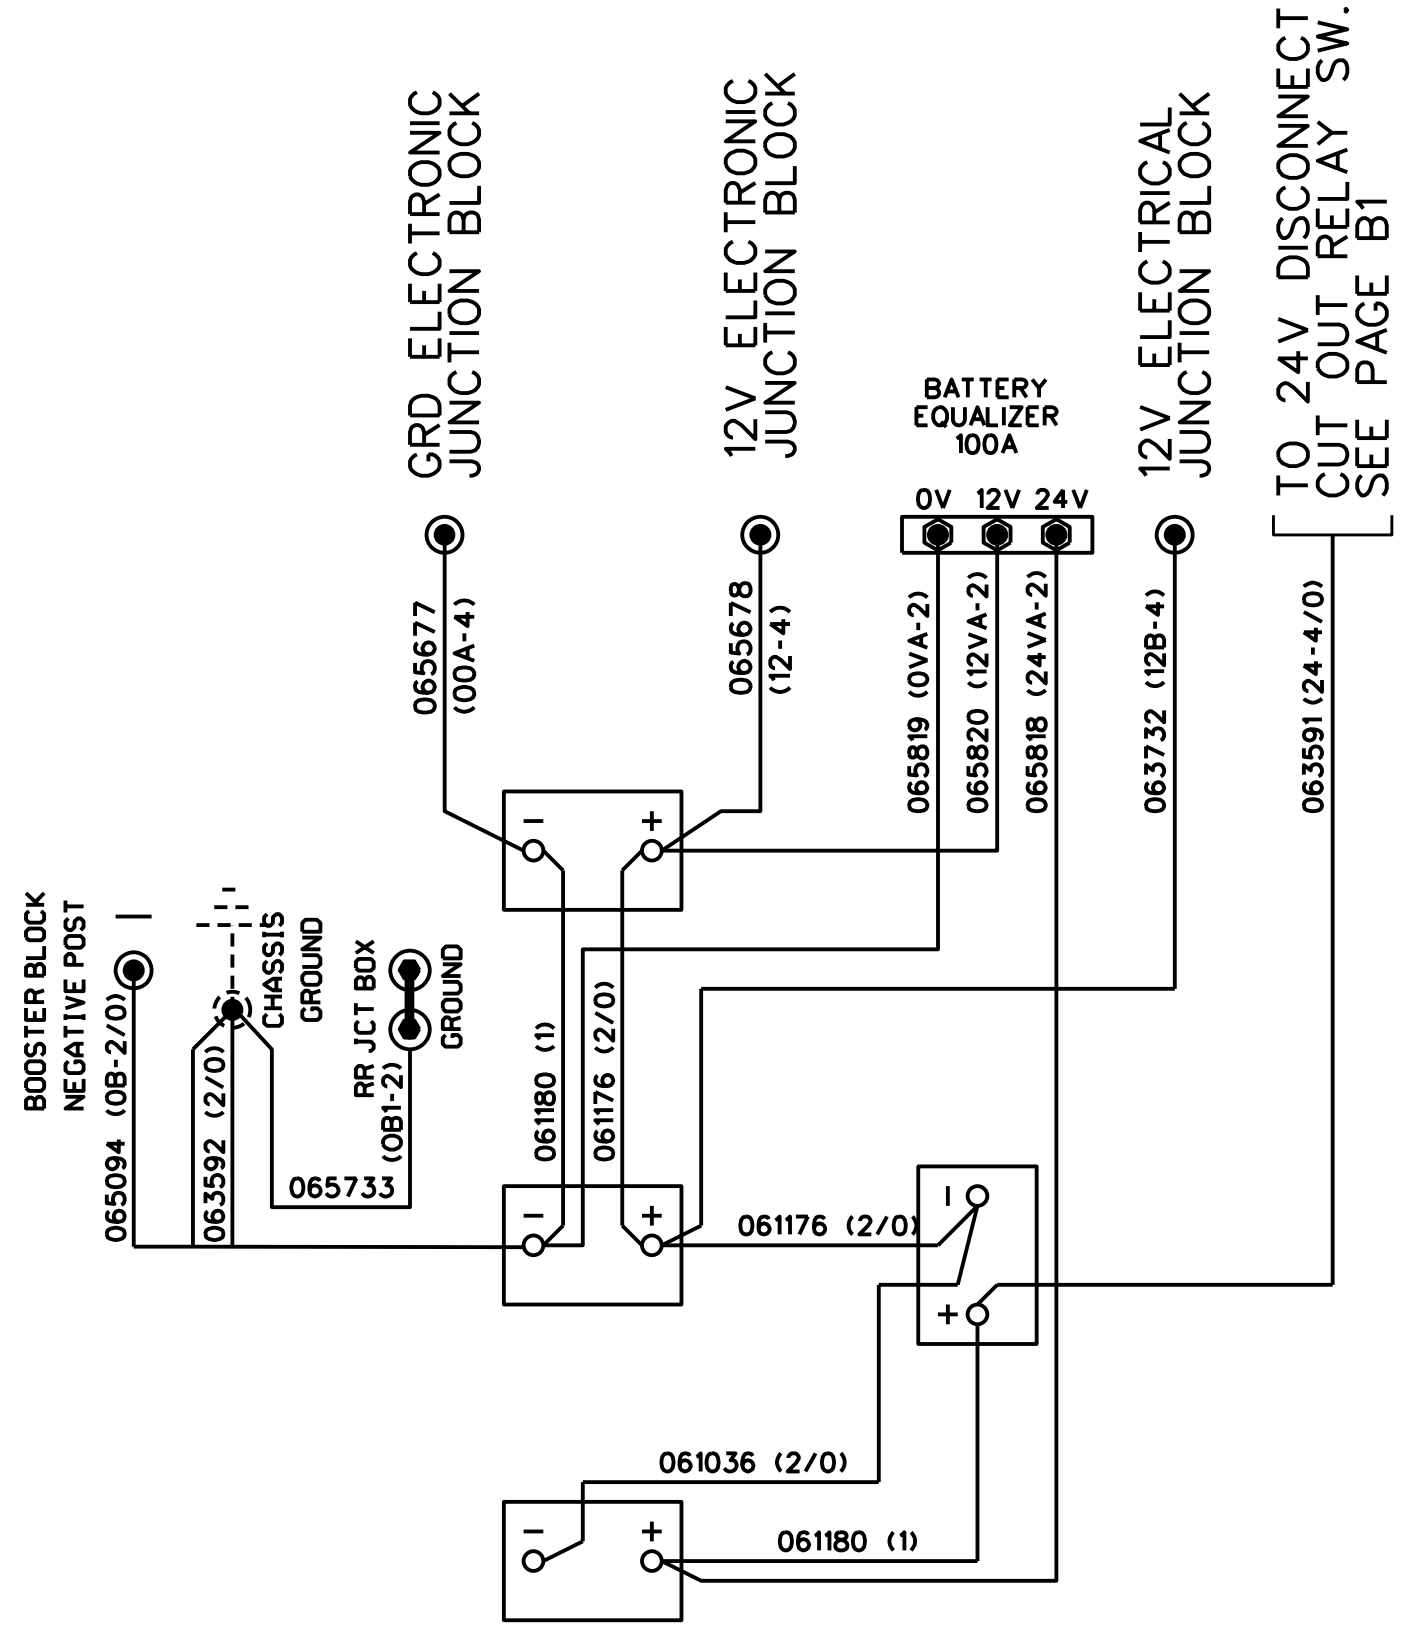 GRD ELECTRONIC
JUNCTION BLOCK
12V ELECTRONIC
JUNCTION BLOCK
BATTERY
EQUALIZER
100A
0V 12V 24V
12V ELECTRICAL
JUNCTION BLOCK
TO 24V DISCONNECT
CUT OUT RELAY SW.
SEE PAGE B1
065677
(00A-4)
065678
(12-4)
065819 (0VA-2)
065820 (12VA-2)
065818 (24VA-2)
063732 (12B-4)
063591 (24-4/0)
- +
BOOSTER BLOCK
NEGATIVE POST
065094 (0B-2/0)
CHASSIS
GROUND
063592 (2/0)
RR JCT BOX
GROUND
(0B1-2)
065733
061180 (1)
061176 (2/0)
- +
061176 (2/0)
-
+
061036 (2/0)
- +
061180 (1)